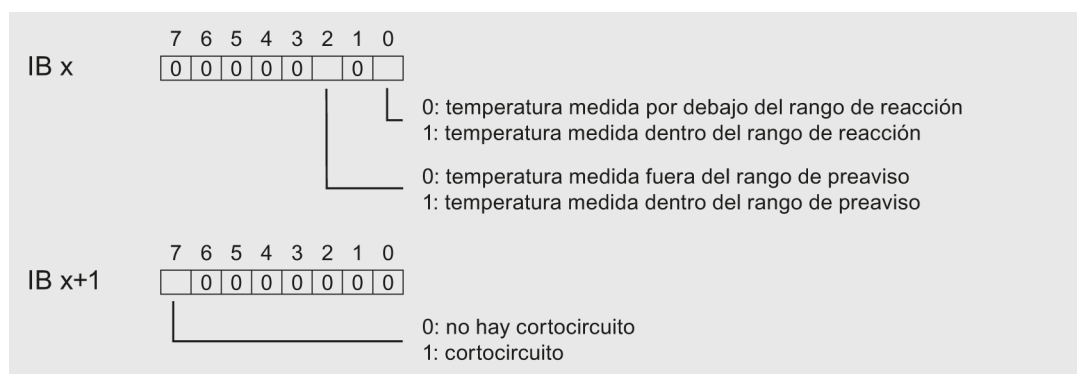 7 6 5 4 3 2 1 0
IB x 0 0 0 0 0 0
0: temperatura medida por debajo del rango de reacción
1: temperatura medida dentro del rango de reacción
0: temperatura medida fuera del rango de preaviso
1: temperatura medida dentro del rango de preaviso
7 6 5 4 3 2 1 0
IB x+1 0 0 0 0 0 0 0
0: no hay cortocircuito
1: cortocircuito